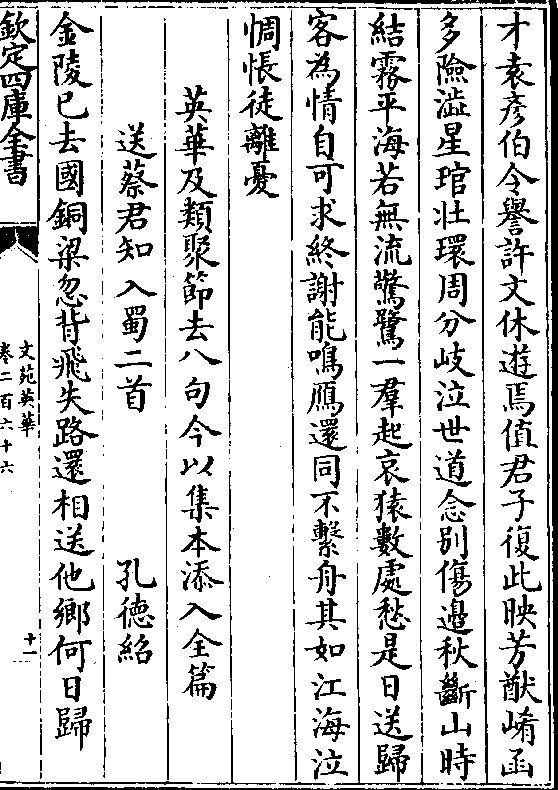 才袁彦伯令譽許文休遊焉值君子復此映芳猷崤函
多險澁星琯壮環周分岐泣世道念别傷邉秋斷山時
結霧平海若無流驚鷺一羣起哀猿數處愁是日送歸
客為情自可求終謝能鳴鴈還同不繫舟其如江海泣
惆悵徒離憂
英華及類聚節去八句今以集本添入全篇
送蔡君知入蜀二首 孔徳紹
金陵已去國銅梁忽背飛失路還相送他鄉何日歸
欽定四庫全書
文苑英華
卷二百六十六
十一